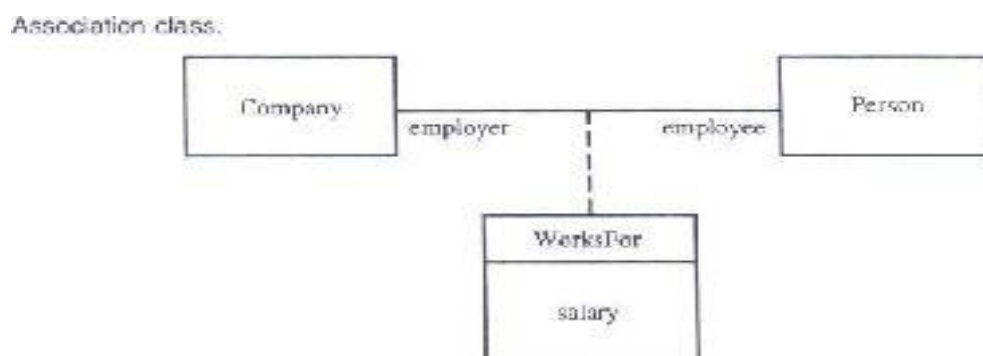 Association class.
Company
Person
employer
employee
WorksFor
salary